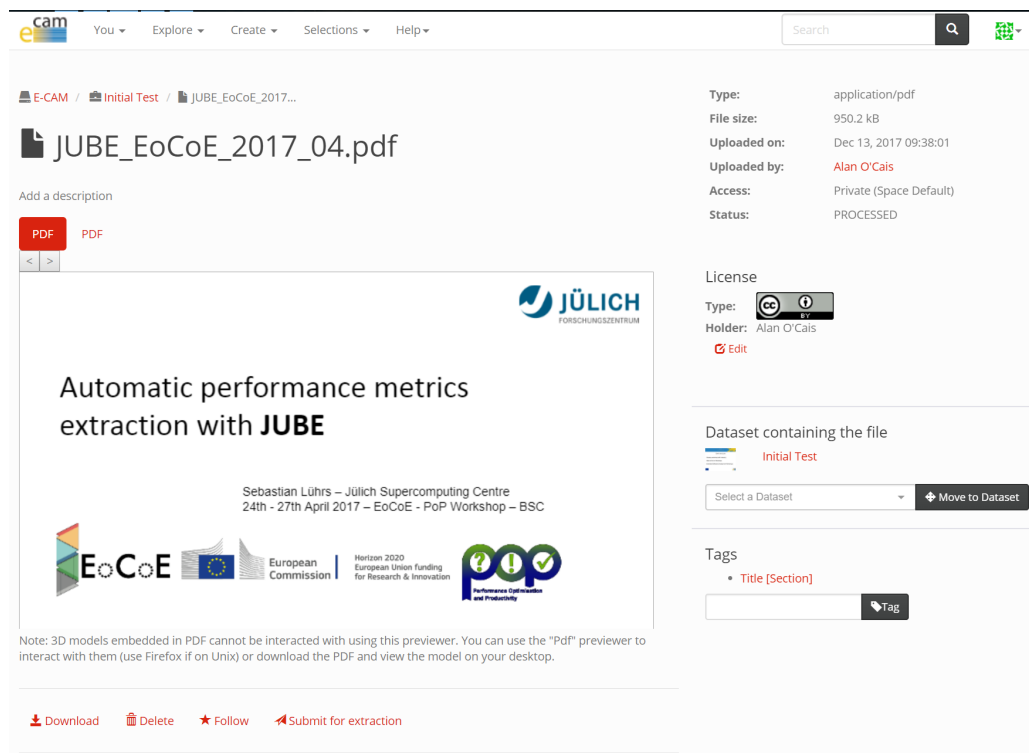 e cam
You Explore Create Selections Help Search
E-CAM / Initial Test / JUBE_EoCoE_2017...
JUBE_EoCoE_2017_04.pdf
Add a description
PDF PDF
< >
JÜLICH
FORSCHUNGSZENTRUM
Automatic performance metrics
extraction with JUBE
Sebastian Lührs – Jülich Supercomputing Centre
24th - 27th April 2017 – EoCoE - PoP Workshop – BSC
EoCoE
European
Commission
Horizon 2020
European Union funding
for Research & Innovation
pop
Performance Optimisation
and Productivity
Note: 3D models embedded in PDF cannot be interacted with using this previewer. You can use the "Pdf" previewer to
interact with them (use Firefox if on Unix) or download the PDF and view the model on your desktop.
Download Delete Follow Submit for extraction
Type: application/pdf
File size: 950.2 kB
Uploaded on: Dec 13, 2017 09:38:01
Uploaded by: Alan O'Cais
Access: Private (Space Default)
Status: PROCESSED
License
Type: cc BY
Holder: Alan O'Cais
Edit
Dataset containing the file
Initial Test
Select a Dataset Move to Dataset
Tags
Title [Section]
Tag